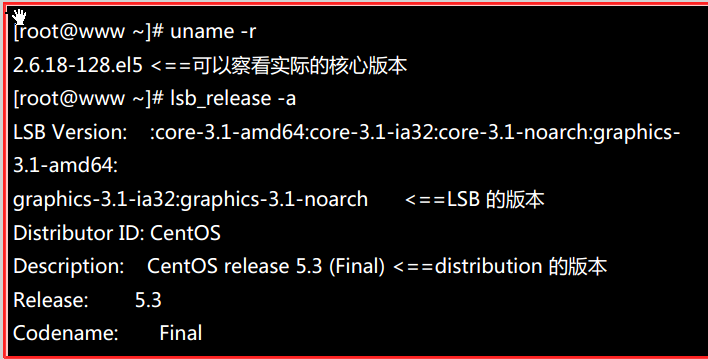 [root@www ~]# uname -r
2.6.18-128.el5 <==可以察看实际的核心版本
[root@www ~]# lsb_release -a
LSB Version:    :core-3.1-amd64:core-3.1-ia32:core-3.1-noarch:graphics-
3.1-amd64:
graphics-3.1-ia32:graphics-3.1-noarch      <==LSB 的版本
Distributor ID: CentOS
Description:    CentOS release 5.3 (Final) <==distribution 的版本
Release:        5.3
Codename:       Final